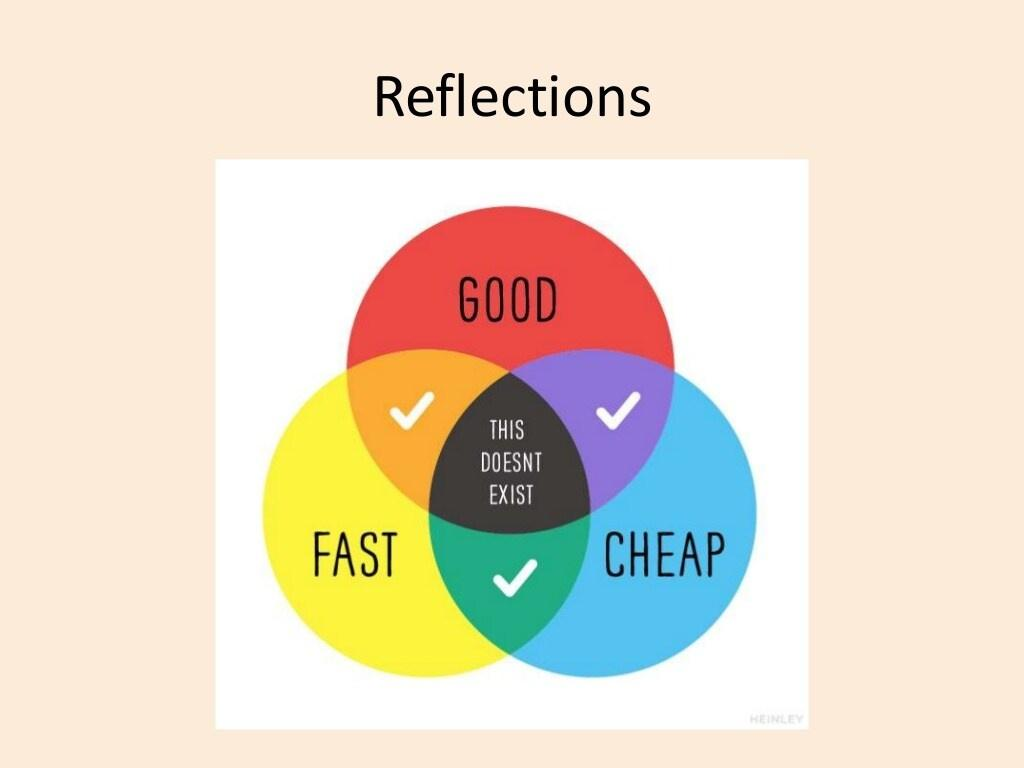 Reflections
GOOD
THIS
DOESNT
EXIST
FAST
CHEAP
HEINLEY